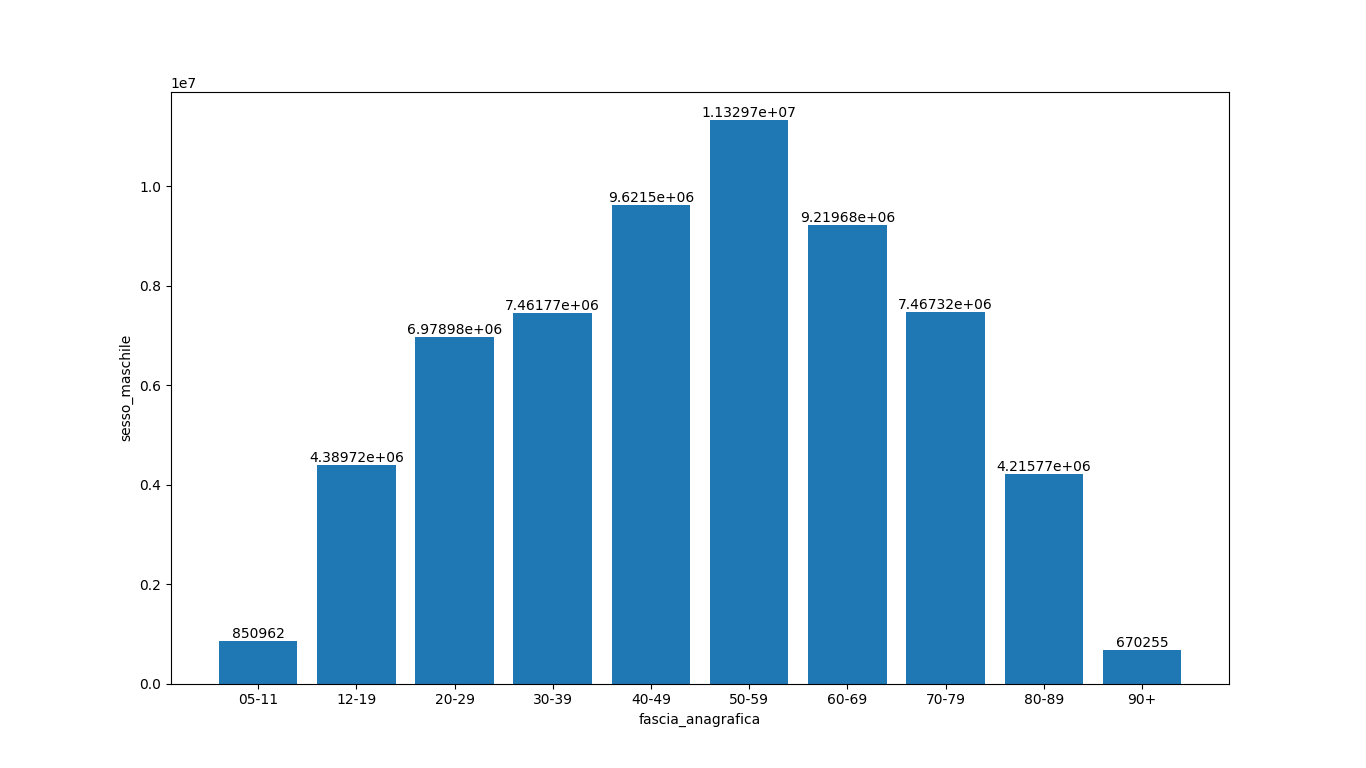 1e7
1.13297e+07
9.6215e+06
9.21968e+06
7.46177e+06
7.46732e+06
6.97898e+06
4.38972e+06
4.21577e+06
850962
670255
1.0
0.8
0.6
0.4
0.2
0.0
sesso_maschile
05-11 12-19 20-29 30-39 40-49 50-59 60-69 70-79 80-89 90+
fascia_anagrafica